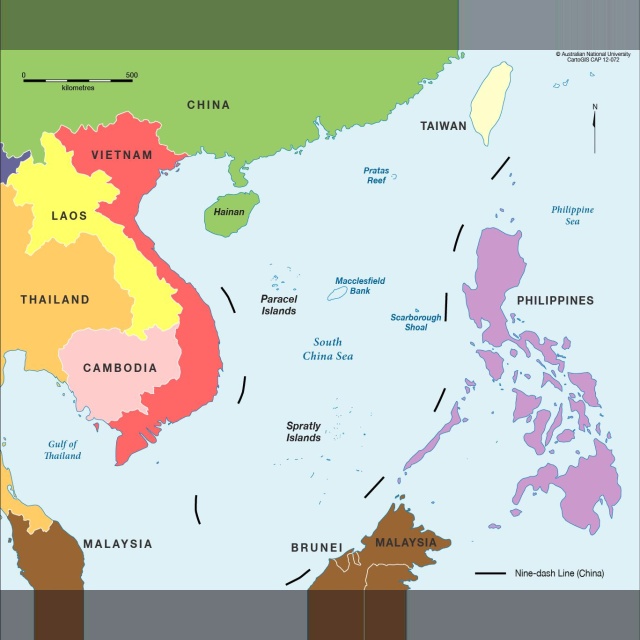 © Australian National University
CartoGIS CAP 12-072
0 500
kilometres
N
CHINA
TAIWAN
VIETNAM
Pratas
Reef
LAOS
Hainan
Philippine
Sea
THAILAND
Paracel
Islands
Macclesfield
Bank
PHILIPPINES
Scarborough
Shoal
South
China Sea
CAMBODIA
Spratly
Islands
Gulf of
Thailand
MALAYSIA
BRUNEI
MALAYSIA
Nine-dash Line (China)